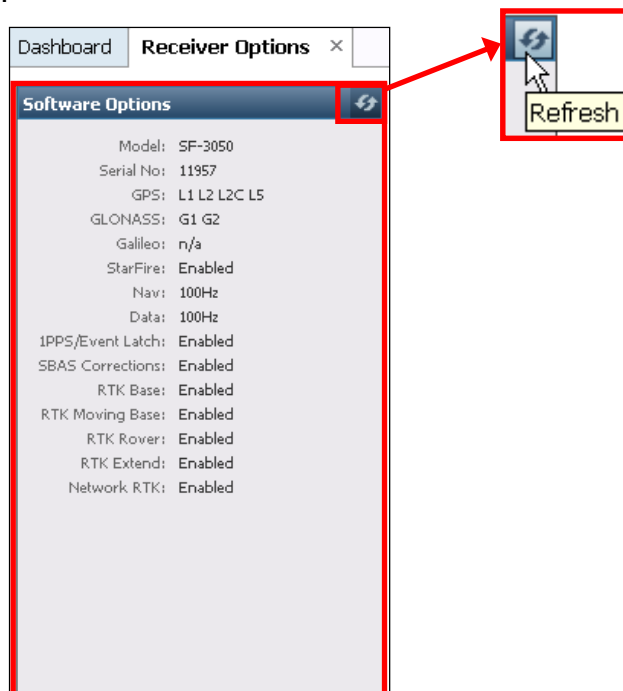 Dashboard Receiver Options ×
Refresh
Software Options
Model: SF-3050
Serial No: 11957
GPS: L1 L2 L2C L5
GLONASS: G1 G2
Galileo: n/a
StarFire: Enabled
Nav: 100Hz
Data: 100Hz
1PPS/Event Latch: Enabled
SBAS Corrections: Enabled
RTK Base: Enabled
RTK Moving Base: Enabled
RTK Rover: Enabled
RTK Extend: Enabled
Network RTK: Enabled